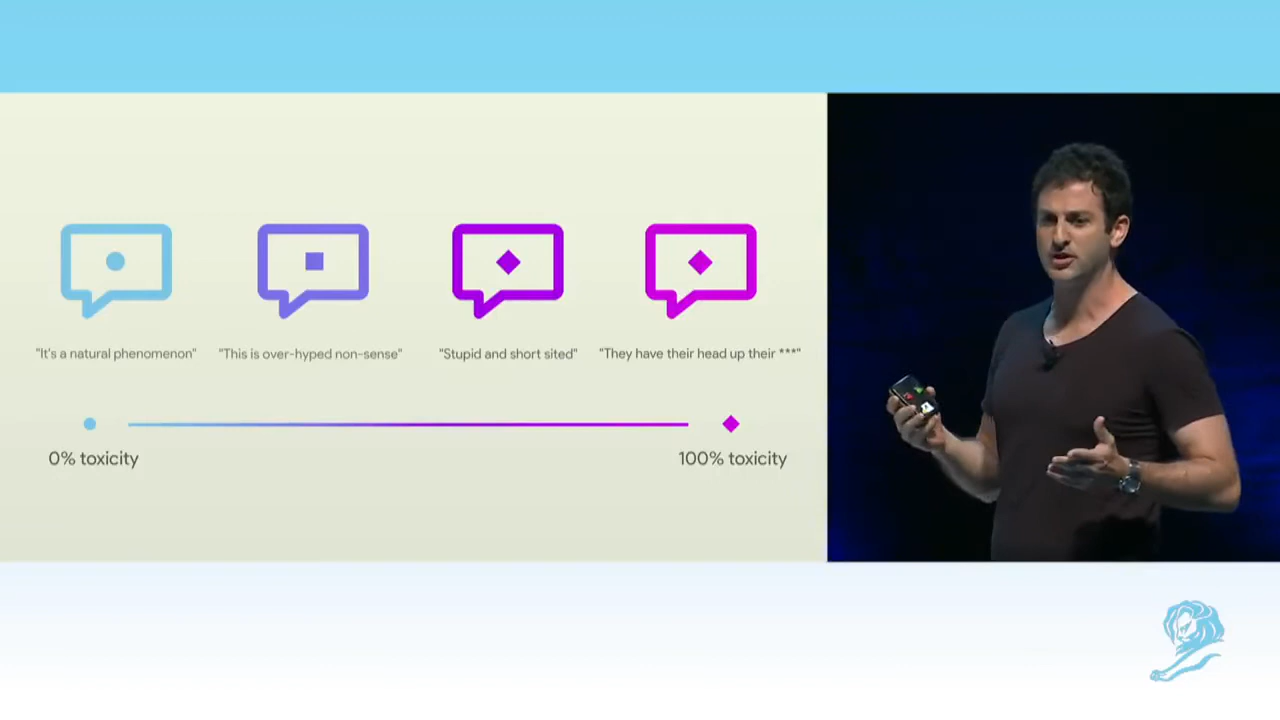 "It's a natural phenomenon"
"This is over-hyped non-sense"
"Stupid and short sited"
"They have their head up their ***"
0% toxicity
100% toxicity